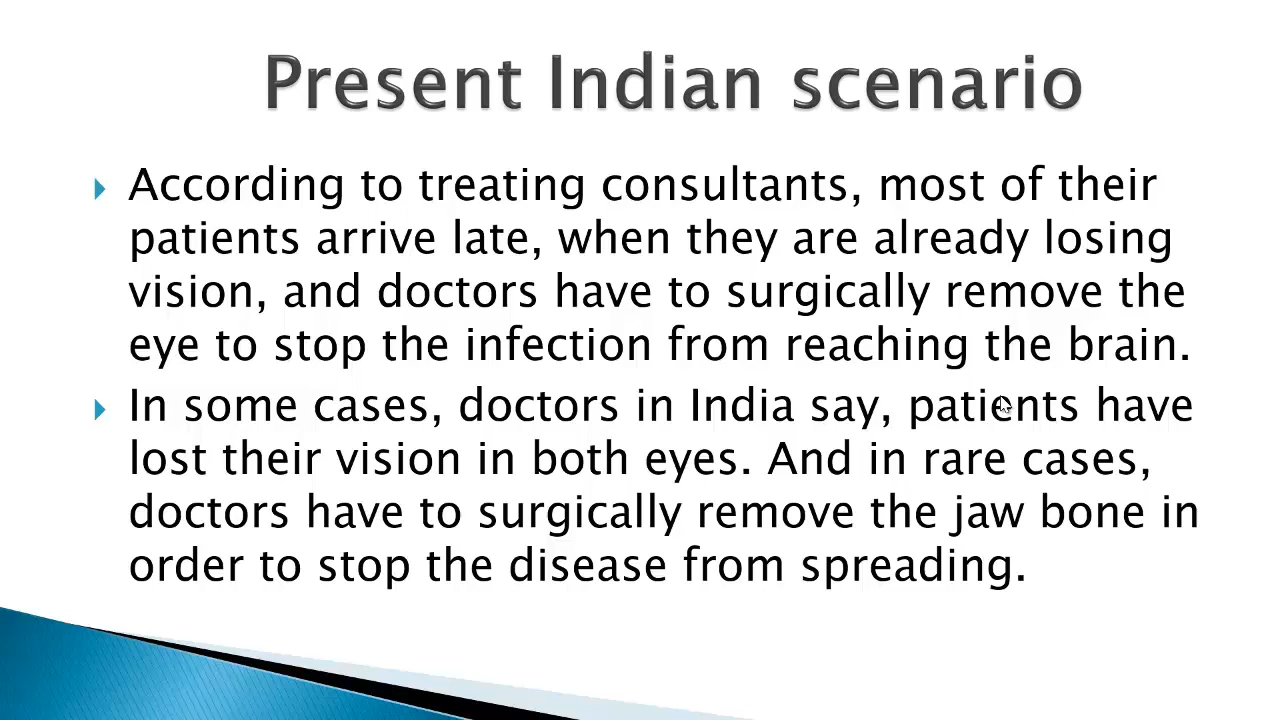 Present Indian scenario
According to treating consultants, most of their
patients arrive late, when they are already losing
vision, and doctors have to surgically remove the
eye to stop the infection from reaching the brain.
In some cases, doctors in India say, patients have
lost their vision in both eyes. And in rare cases,
doctors have to surgically remove the jaw bone in
order to stop the disease from spreading.